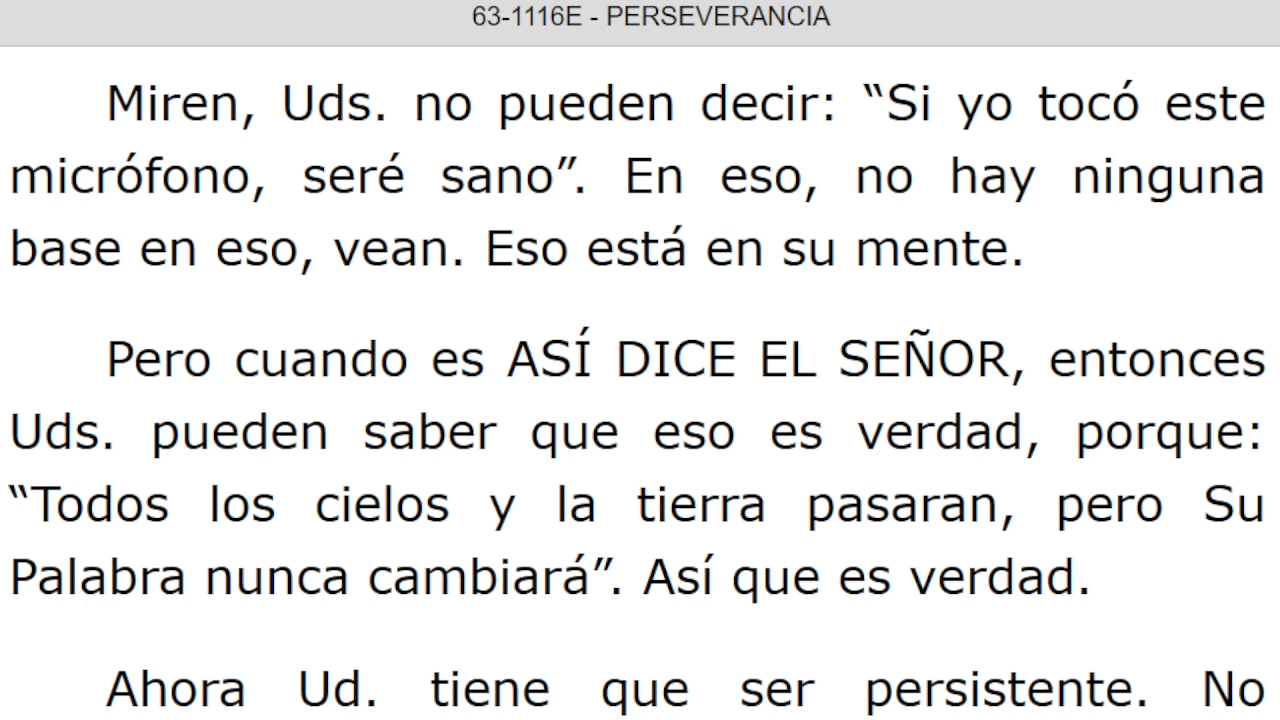 63-1116E - PERSEVERANCIA
Miren, Uds. no pueden decir: “Si yo tocó este
micrófono, seré sano”. En eso, no hay ninguna
base en eso, vean. Eso está en su mente.
Pero cuando es ASÍ DICE EL SEÑOR, entonces
Uds. pueden saber que eso es verdad, porque:
“Todos los cielos y la tierra pasaran, pero Su
Palabra nunca cambiará”. Así que es verdad.
Ahora Ud. tiene que ser persistente. No